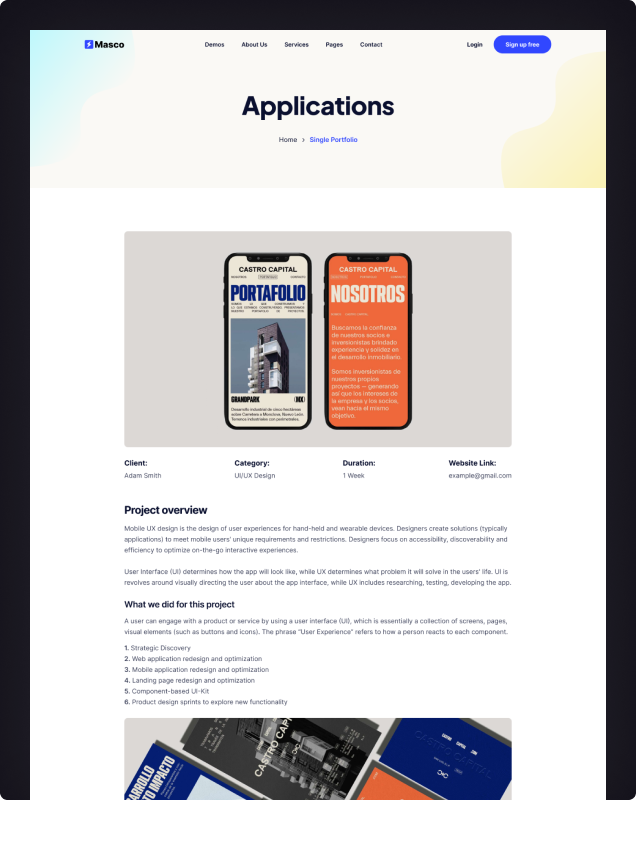 Masco
Demos
About Us
Services
Pages
Contact
Login
Sign up free
Applications
Home > Single Portfolio
CASTRO CAPITAL
PORTAFOLIO
GRANDPARK (MX)
Desarrollo industrial de cinco hectáreas
CASTRO CAPITAL
NOSOTROS
Buscamos la confianza
de nuestros socios e
inversionistas brindado
experiencia y solidez en
el desarrollo inmobiliario.
Somos inversionistas de
nuestros propios
proyectos — generando
así que los intereses de
la empresa y los socios,
vean hacia el mismo
objetivo.
Client:
Adam Smith
Category:
UI/UX Design
Duration:
1 Week
Website Link:
example@gmail.com
Project overview
Mobile UX design is the design of user experiences for hand-held and wearable devices. Designers create solutions (typically
applications) to meet mobile users' unique requirements and restrictions. Designers focus on accessibility, discoverability and
efficiency to optimize on-the-go interactive experiences.
User Interface (UI) determines how the app will look like, while UX determines what problem it will solve in the users' life. UI is
revolves around visually directing the user about the app interface, while UX includes researching, testing, developing the app.
What we did for this project
A user can engage with a product or service by using a user interface (UI), which is essentially a collection of screens, pages,
visual elements (such as buttons and icons). The phrase "User Experience" refers to how a person reacts to each component.
1. Strategic Discovery
2. Web application redesign and optimization
3. Mobile application redesign and optimization
4. Landing page redesign and optimization
5. Component-based UI-Kit
6. Product design sprints to explore new functionality
CASTRO CAPI
CASTRO CAPITAL
ARROLLO
TO IMPACTO